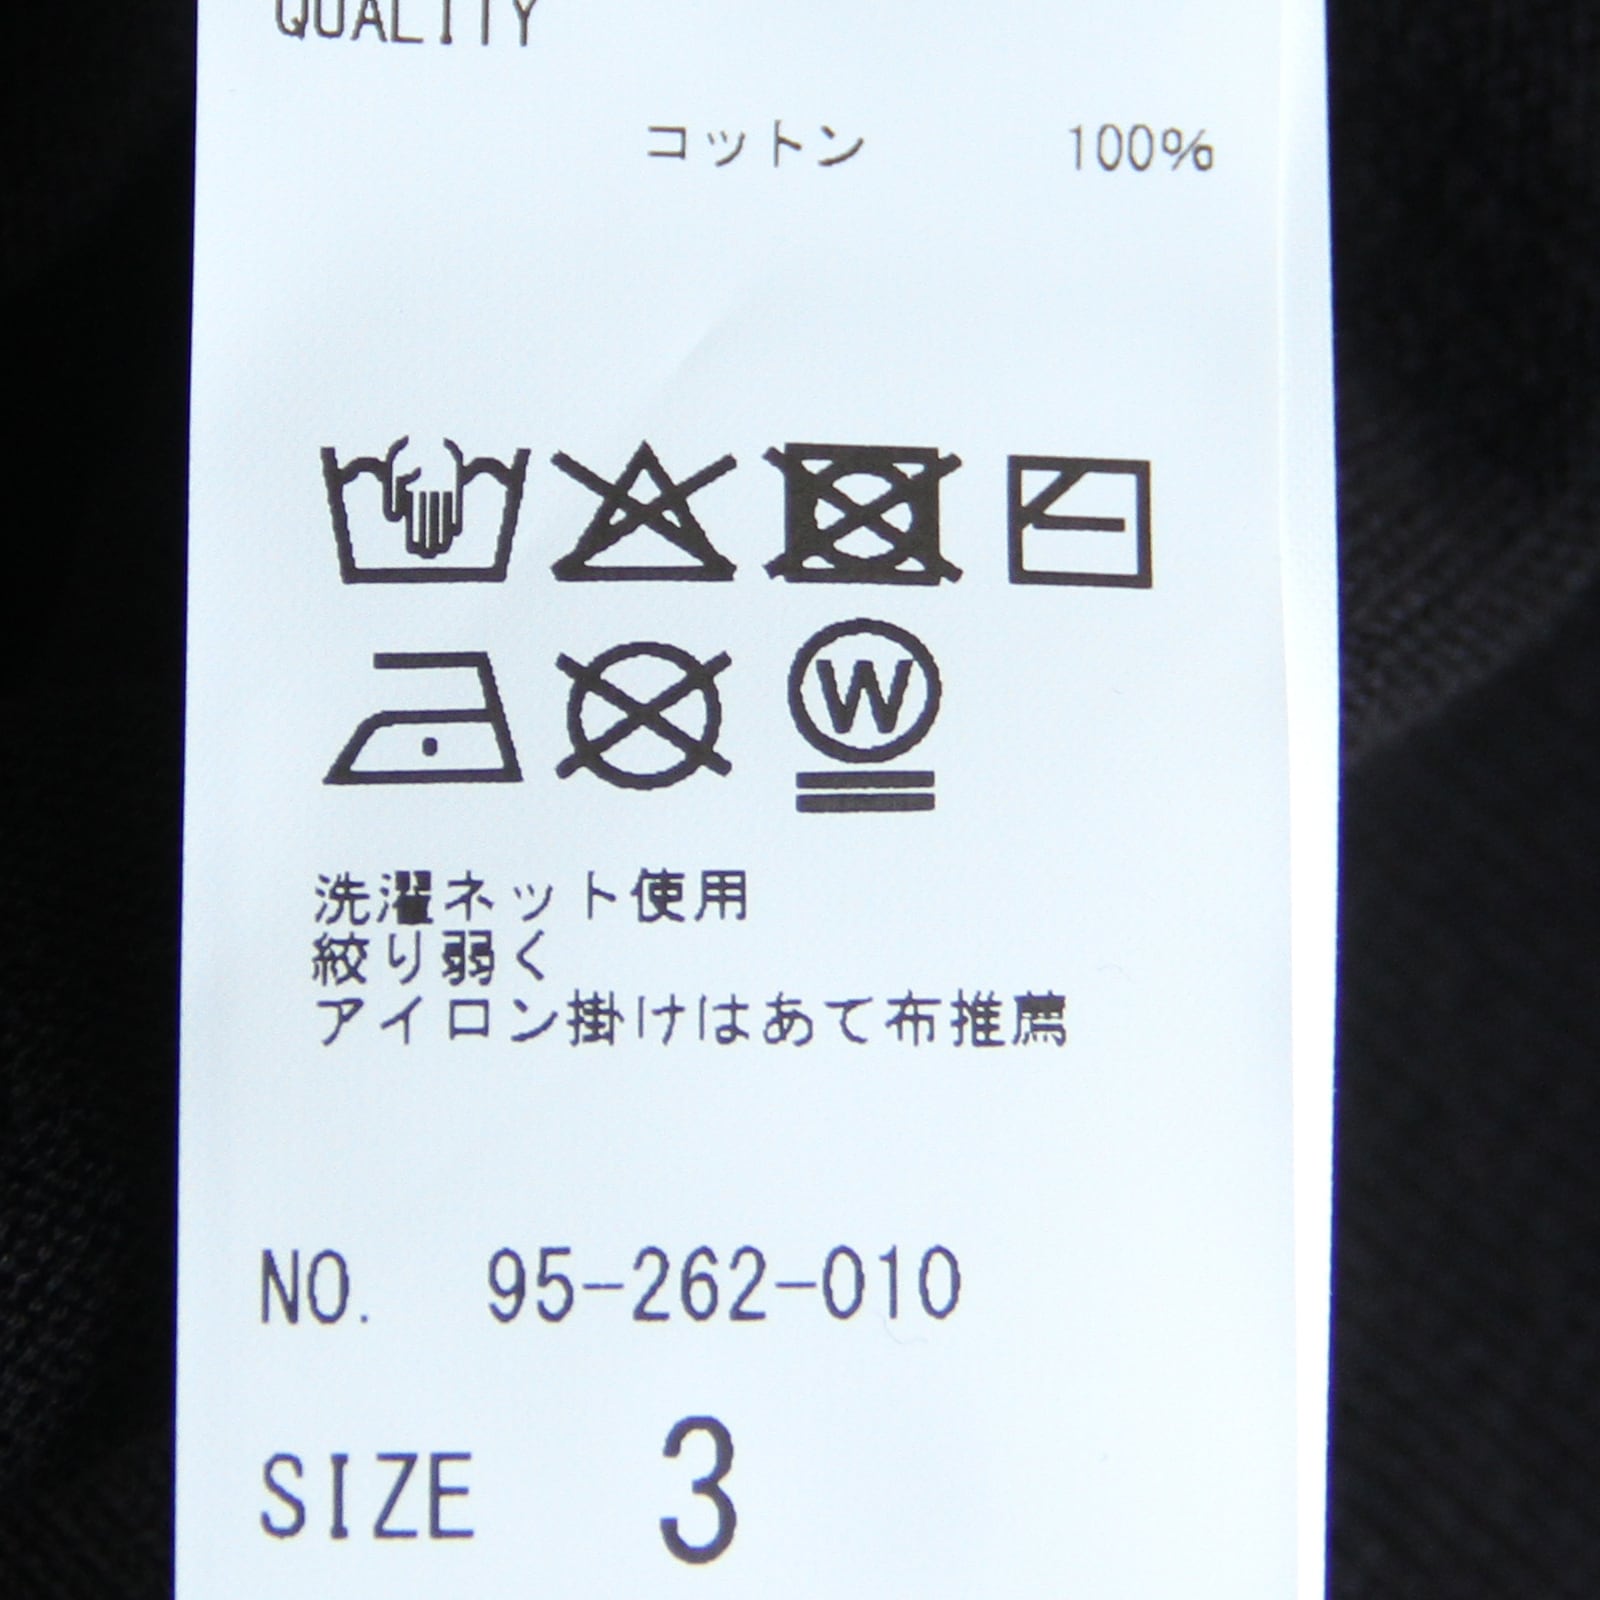 QUALITY
コットン 100%
W
洗濯ネット使用
絞り弱く
アイロン掛けはあて布推薦
NO. 95-262-010
SIZE 3